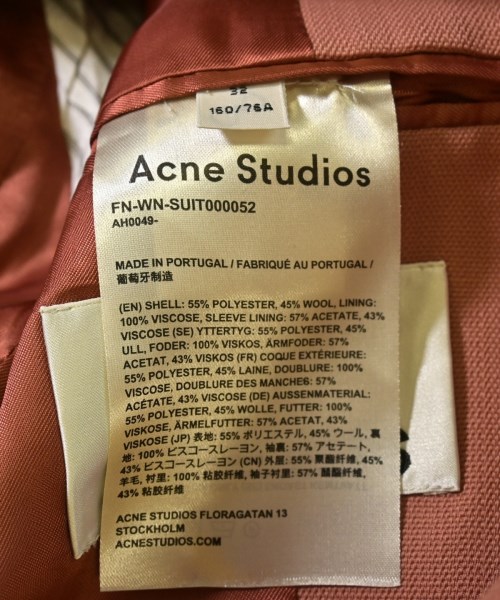 32
160/76A
Acne Studios
FN-WN-SUIT000052
AH0049-
MADE IN PORTUGAL / FABRIQUÉ AU PORTUGAL /
葡萄牙制造
(EN) SHELL: 55% POLYESTER, 45% WOOL, LINING:
100% VISCOSE, SLEEVE LINING: 57% ACETATE, 43%
VISCOSE (SE) YTTERTYG: 55% POLYESTER, 45%
ULL, FODER: 100% VISKOS, ÄRMFODER: 57%
ACETAT, 43% VISKOS (FR) COQUE EXTÉRIEURE:
55% POLYESTER, 45% LAINE, DOUBLURE: 100%
VISCOSE, DOUBLURE DES MANCHE6: 57%
ACÉTATE, 43% VISCOSE (DE) AUSSENMATERIAL:
55% POLYESTER, 45% WOLLE, FUTTER: 100%
VISKOSE, ÄRMELFUTTER: 57% ACETAT, 43%
VISKOSE (JP) 表地: 55% ポリエステル, 45% ウール, 裏
地: 100% ビスコースレーヨン, 袖裏: 57% アセテート,
43% ビスコースレーヨン (CN) 外层: 55% 聚酯纤维, 45%
羊毛, 衬里: 100% 粘胶纤维, 袖子衬里: 57% 醋酯纤维,
43% 粘胶纤维
ACNE STUDIOS FLORAGATAN 13
STOCKHOLM
ACNESTUDIOS.COM